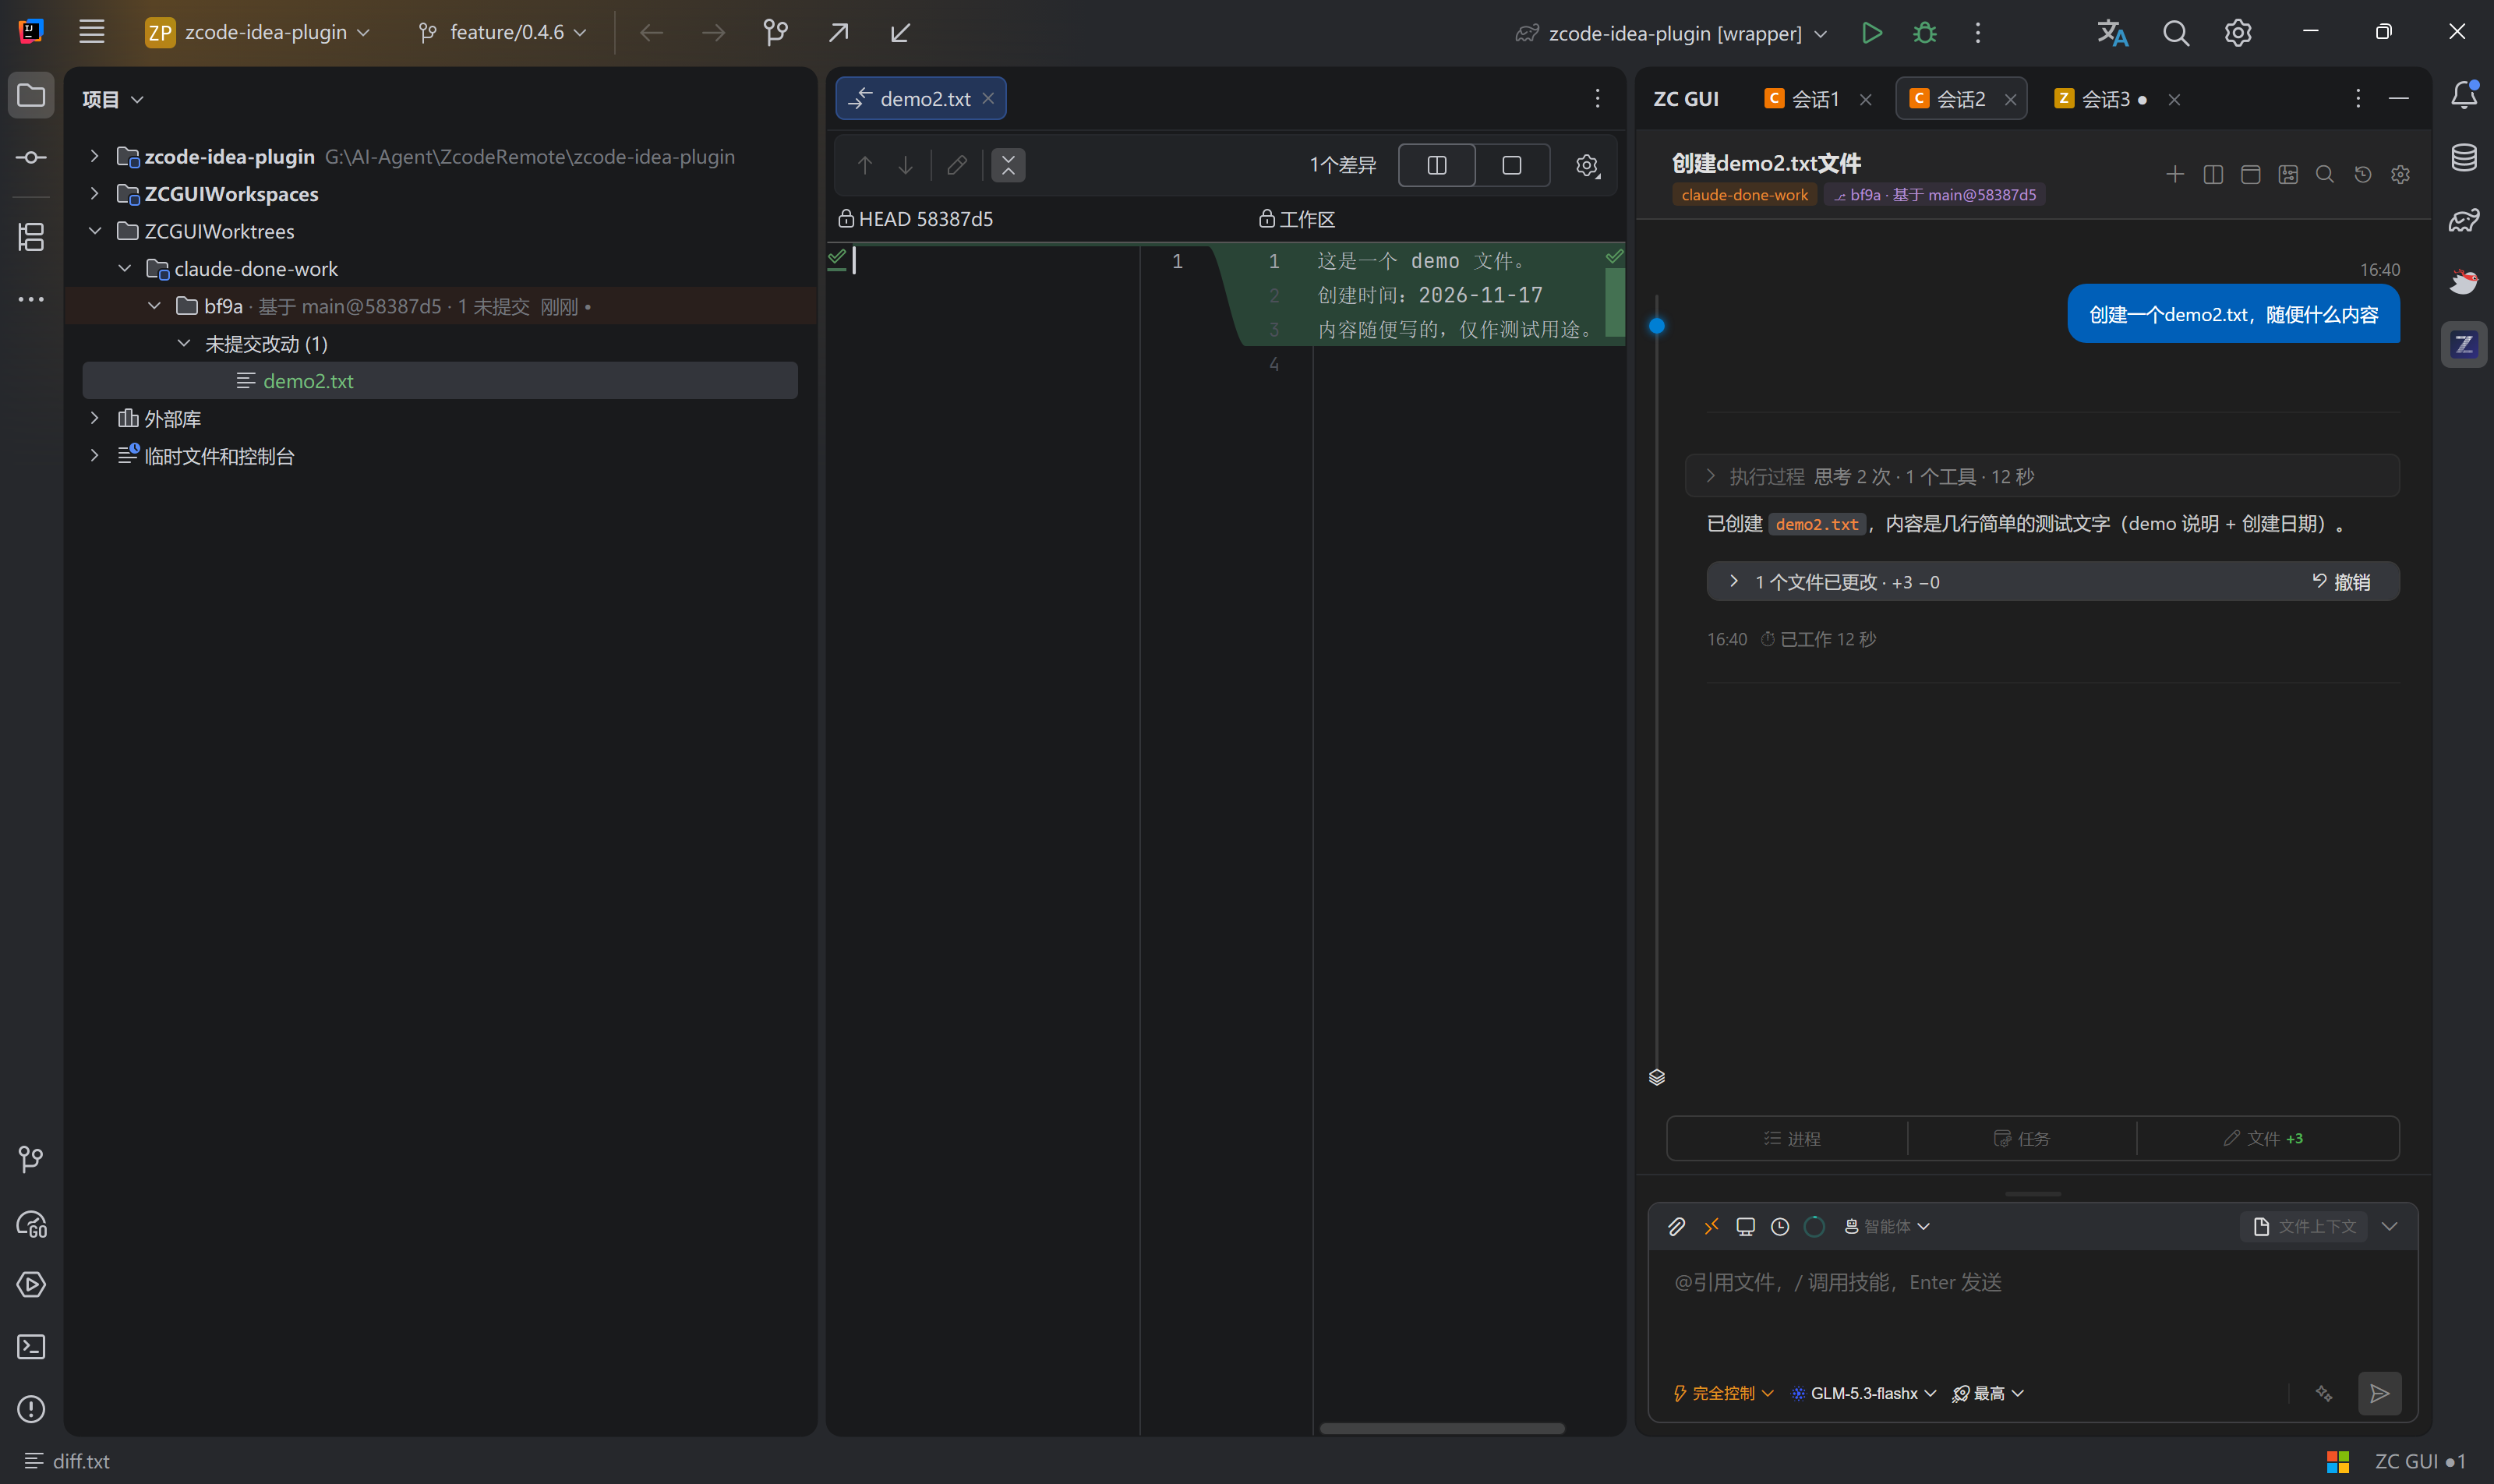 ZP zcode-idea-plugin
feature/0.4.6
zcode-idea-plugin [wrapper]
项目
zcode-idea-plugin G:\AI-Agent\ZcodeRemote\zcode-idea-plugin
ZCGUIWorkspaces
ZCGUIWorktrees
claude-done-work
bf9a · 基于 main@58387d5 · 1 未提交 刚刚 •
未提交改动 (1)
demo2.txt
外部库
临时文件和控制台
demo2.txt
1个差异
HEAD 58387d5
工作区
1
1 这是一个 demo 文件。
2 创建时间：2026-11-17
3 内容随便写的，仅作测试用途。
4
ZC GUI
C 会话1
C 会话2
Z 会话3 ●
创建demo2.txt文件
claude-done-work
bf9a · 基于 main@58387d5
16:40
创建一个demo2.txt，随便什么内容
执行过程 思考 2 次 · 1 个工具 · 12 秒
已创建 demo2.txt，内容是几行简单的测试文字（demo 说明 + 创建日期）。
1 个文件已更改 · +3 −0
撤销
16:40 已工作 12 秒
进程
任务
文件 +3
智能体
文件上下文
@引用文件，/ 调用技能，Enter 发送
完全控制
GLM-5.3-flashx
最高
GO
Z
diff.txt
ZC GUI ●1